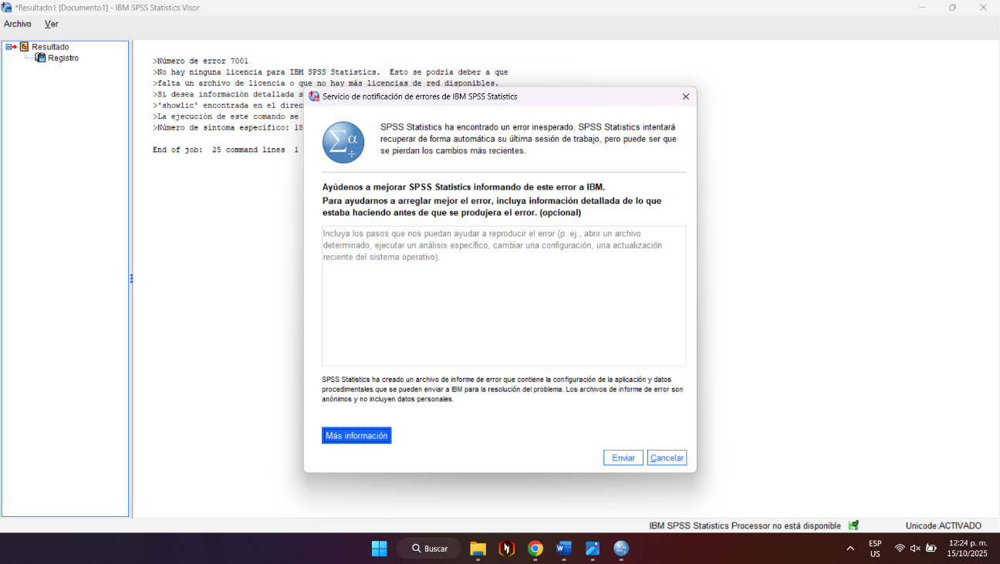 *Resultado1 [Documento1] - IBM SPSS Statistics Visor
Archivo Ver
Resultado
Registro
>Número de error 7001
>No hay ninguna licencia para IBM SPSS Statistics. Esto se podría deber a que
>falta un archivo de licencia o que no hay más licencias de red disponibles.
>Si desea información detallada s
>'showlic' encontrada en el direc
>La ejecución de este comando se
>Número de síntoma específico: 18
End of job: 25 command lines 1
Servicio de notificación de errores de IBM SPSS Statistics
SPSS Statistics ha encontrado un error inesperado. SPSS Statistics intentará
recuperar de forma automática su última sesión de trabajo, pero puede ser que
se pierdan los cambios más recientes.
Ayúdenos a mejorar SPSS Statistics informando de este error a IBM.
Para ayudarnos a arreglar mejor el error, incluya información detallada de lo que
estaba haciendo antes de que se produjera el error. (opcional)
Incluya los pasos que nos puedan ayudar a reproducir el error (p. ej., abrir un archivo
determinado, ejecutar un análisis específico, cambiar una configuración, una actualización
reciente del sistema operativo).
SPSS Statistics ha creado un archivo de informe de error que contiene la configuración de la aplicación y datos
procedimentales que se pueden enviar a IBM para la resolución del problema. Los archivos de informe de error son
anónimos y no incluyen datos personales.
Más información
Enviar Cancelar
IBM SPSS Statistics Processor no está disponible Unicode:ACTIVADO
Buscar
ESP
US
12:24 p. m.
15/10/2025